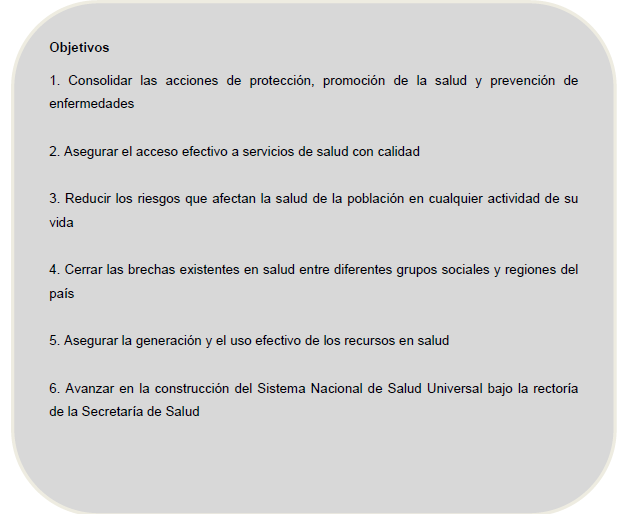 Objetivos
1. Consolidar las acciones de protección, promoción de la salud y prevención de
enfermedades
2. Asegurar el acceso efectivo a servicios de salud con calidad
3. Reducir los riesgos que afectan la salud de la población en cualquier actividad de su
vida
4. Cerrar las brechas existentes en salud entre diferentes grupos sociales y regiones del
país
5. Asegurar la generación y el uso efectivo de los recursos en salud
6. Avanzar en la construcción del Sistema Nacional de Salud Universal bajo la rectoría
de la Secretaría de Salud